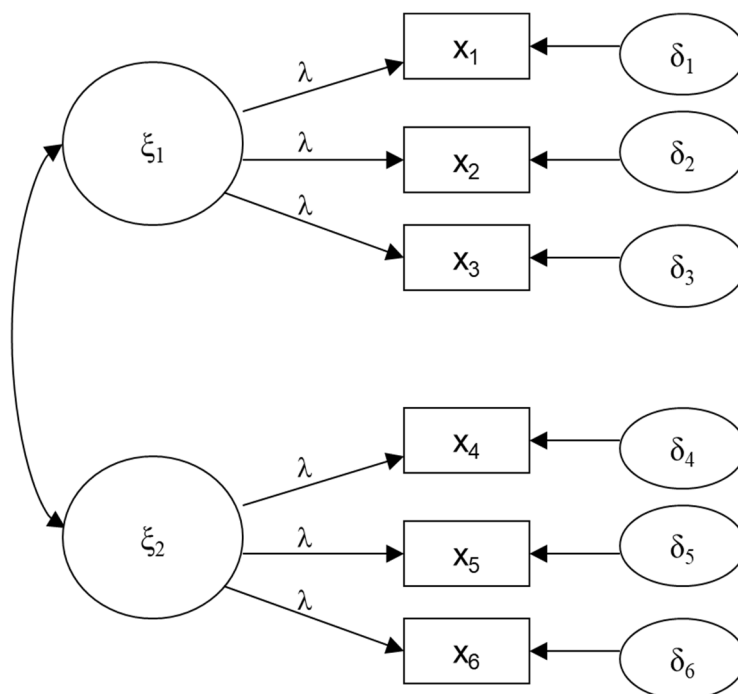 λ x₁ δ₁
ξ₁ λ x₂ δ₂
λ x₃ δ₃
λ x₄ δ₄
ξ₂ λ x₅ δ₅
λ x₆ δ₆